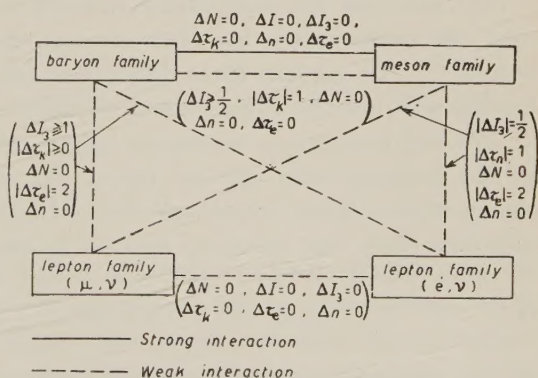 ΔN=0, ΔI=0, ΔI₃=0,
Δτₖ=0, Δn=0, Δτₑ=0
baryon family
meson family
(ΔI₃≥1/2, |Δτₖ|=1, ΔN=0)
(Δn=0, Δτₑ=0)
ΔI₃≥1
|Δτₖ|≥0
ΔN=0
|Δτₑ|=2
Δn=0
|ΔI₃|=1/2
|Δτₙ|=1
ΔN=0
|Δτₑ|=2
Δn=0
lepton family
(μ,ν)
lepton family
(e,ν)
(ΔN=0, ΔI=0, ΔI₃=0)
(Δτₖ=0, Δτₑ=0, Δn=0)
Strong interaction
Weak interaction